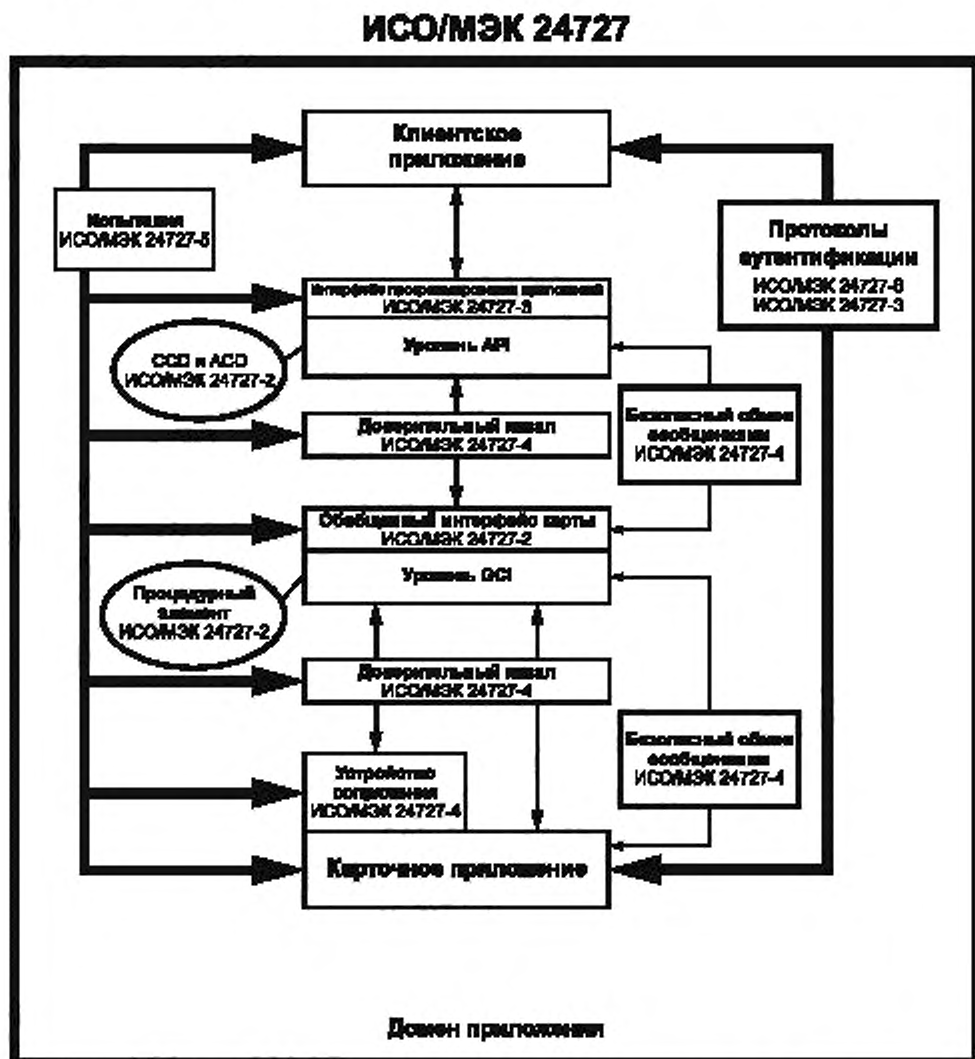 ИСО/МЭК 24727
Клиентское
приложение
Испытания
ИСО/МЭК 24727-5
Протоколы
аутентификации
ИСО/МЭК 24727-6
ИСО/МЭК 24727-3
Интерфейс программирования приложений
ИСО/МЭК 24727-3
Уровень API
CCD и ACD
ИСО/МЭК 24727-2
Доверительный канал
ИСО/МЭК 24727-4
Безопасный обмен
сообщениями
ИСО/МЭК 24727-4
Обобщенный интерфейс карты
ИСО/МЭК 24727-2
Уровень GCI
Процедурный
элемент
ИСО/МЭК 24727-2
Доверительный канал
ИСО/МЭК 24727-4
Безопасный обмен
сообщениями
ИСО/МЭК 24727-4
Устройство
сопряжения
ИСО/МЭК 24727-4
Карточное приложение
Домен приложения